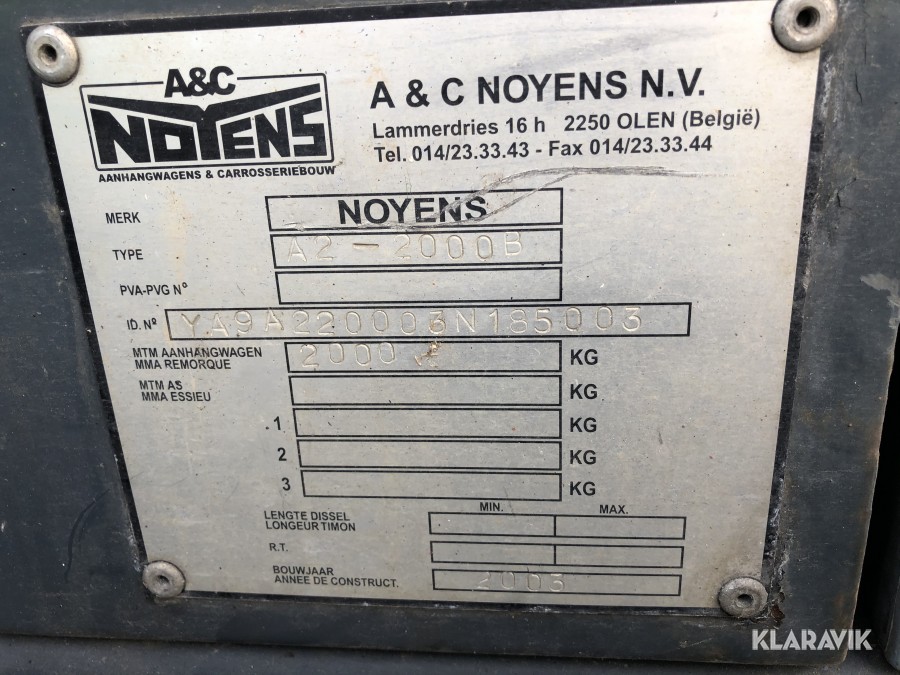 A&C
NOYENS
AANHANGWAGENS & CARROSSERIEBOUW
A & C NOYENS N.V.
Lammerdries 16 h 2250 OLEN (België)
Tel. 014/23.33.43 - Fax 014/23.33.44
MERK NOYENS
TYPE A2-2000B
PVA-PVG Nº
ID. Nº YA9A220003N185003
MTM AANHANGWAGEN
MMA REMORQUE 2000 KG
MTM AS
MMA ESSIEU KG
.1 KG
2 KG
3 KG
MIN. MAX.
LENGTE DISSEL
LONGEUR TIMON
R.T.
BOUWJAAR
ANNEE DE CONSTRUCT. 2003
KLARAVIK